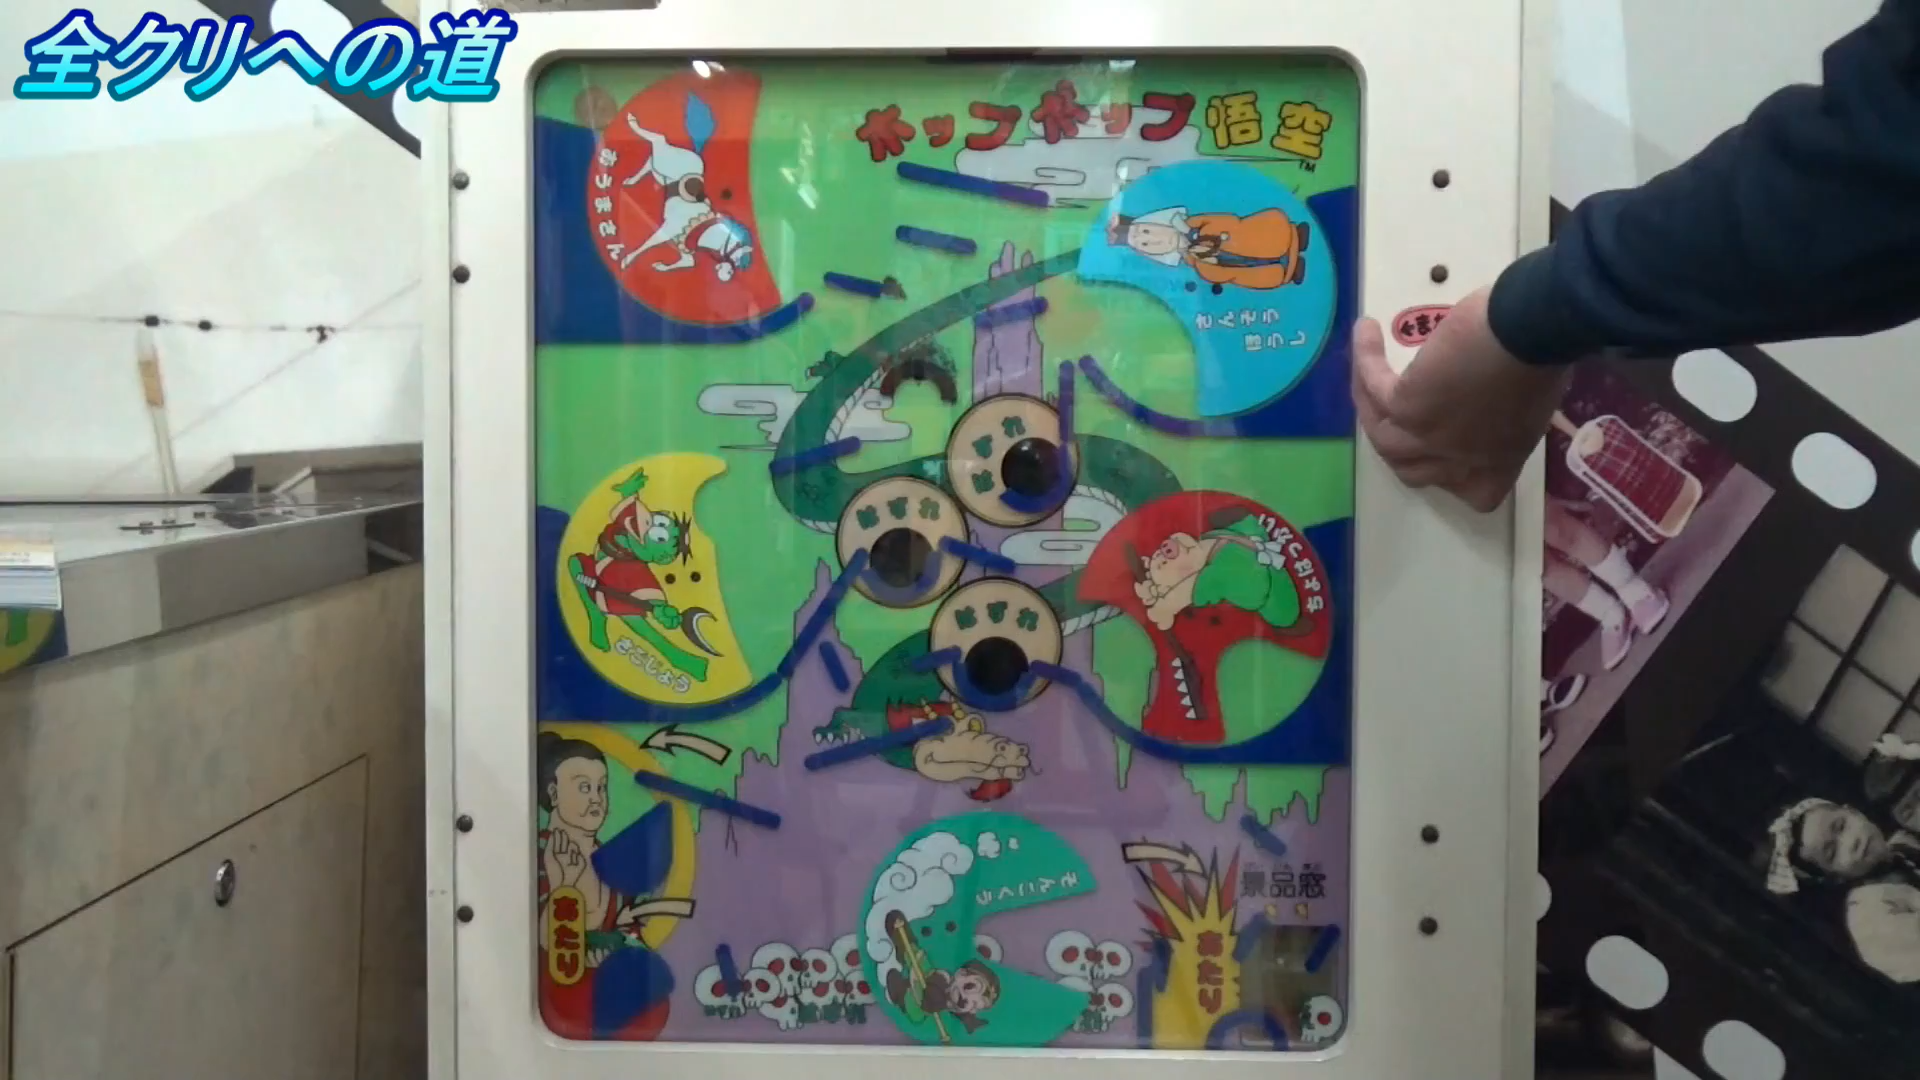 全クリへの道
ホップポップ悟空
TM
おうまさん
さんぞう
ほうし
はずれ
はずれ
はずれ
ちょはっかい
さごじょう
そんごくう
景品窓
あたり
あたり